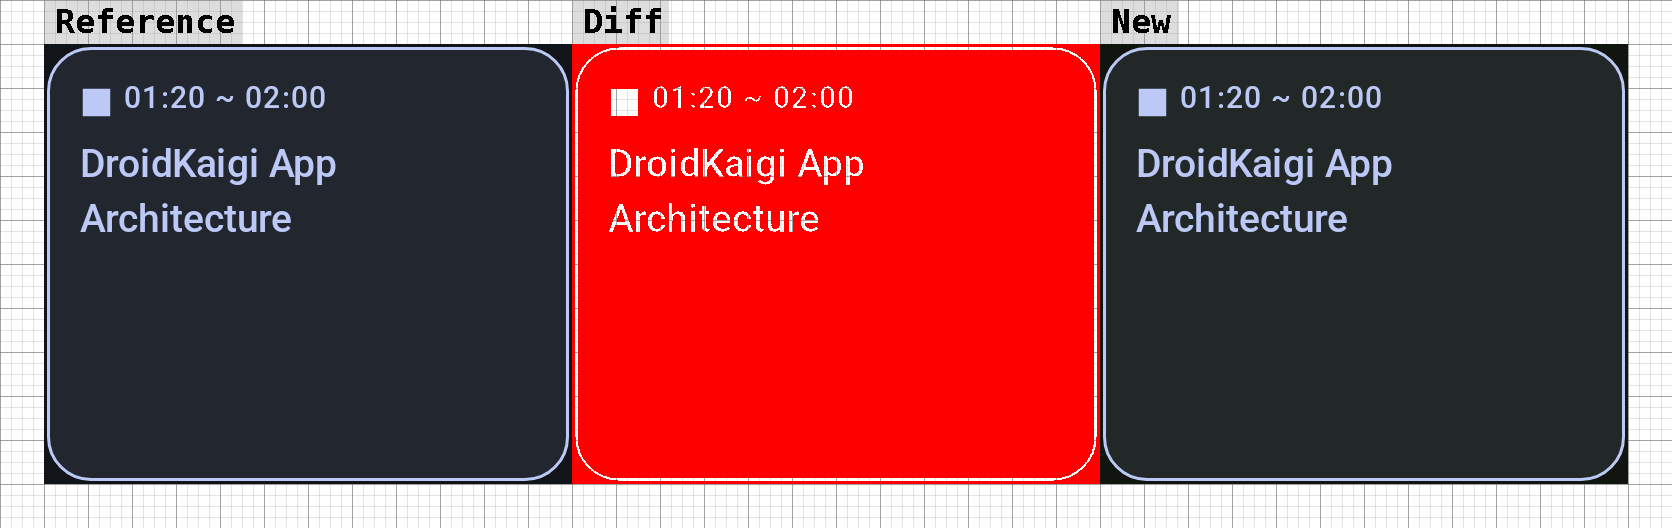 Reference
Diff
New
01:20 ~ 02:00
DroidKaigi App
Architecture
01:20 ~ 02:00
DroidKaigi App
Architecture
01:20 ~ 02:00
DroidKaigi App
Architecture